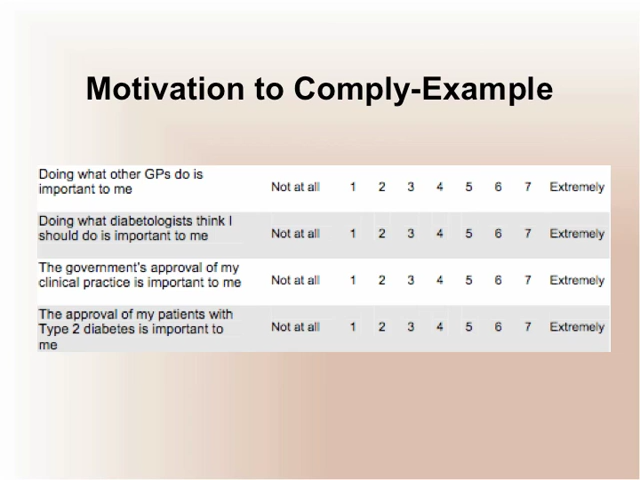 Motivation to Comply-Example
Doing what other GPs do is
important to me
Not at all 1 2 3 4 5 6 7 Extremely
Doing what diabetologists think I
should do is important to me
Not at all 1 2 3 4 5 6 7 Extremely
The government's approval of my
clinical practice is important to me
Not at all 1 2 3 4 5 6 7 Extremely
The approval of my patients with
Type 2 diabetes is important to
me
Not at all 1 2 3 4 5 6 7 Extremely